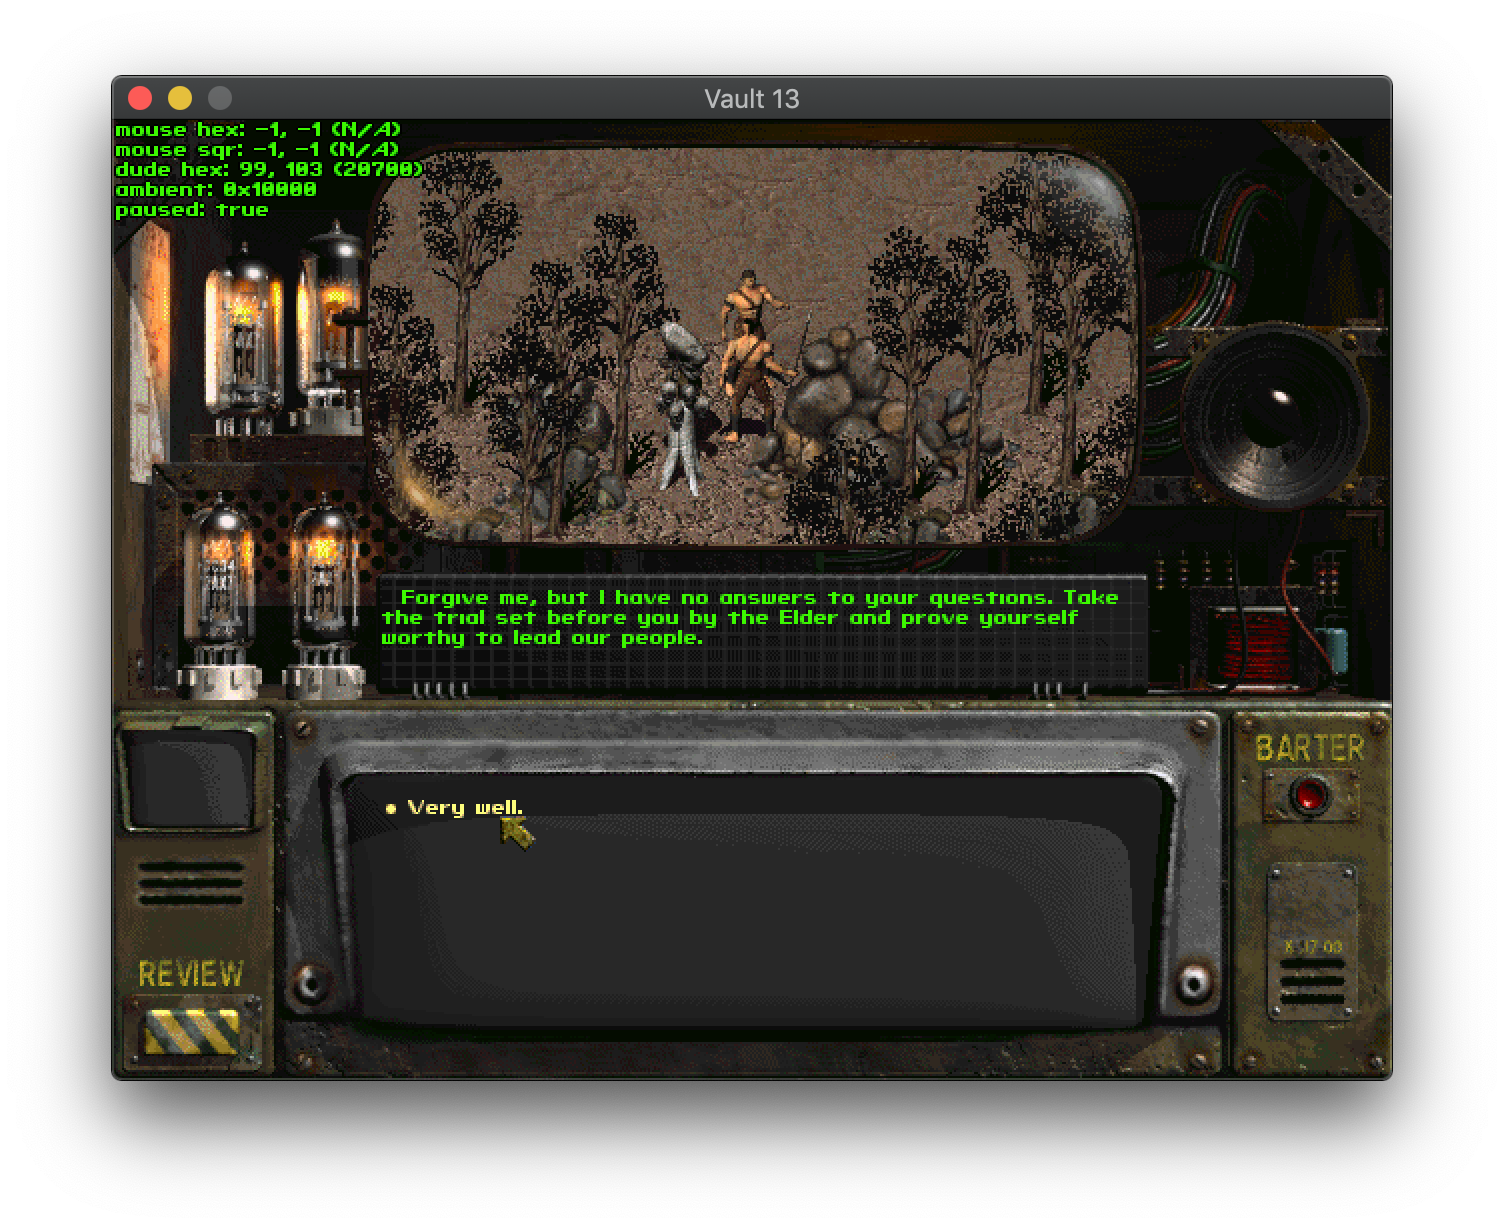 Vault 13
mouse hex: -1, -1 (N/A)
mouse sqr: -1, -1 (N/A)
dude hex: 99, 103 (20700)
ambient: 0x10000
paused: true
Forgive me, but I have no answers to your questions. Take
the trial set before you by the Elder and prove yourself
worthy to lead our people.
BARTER
• Very well.
REVIEW